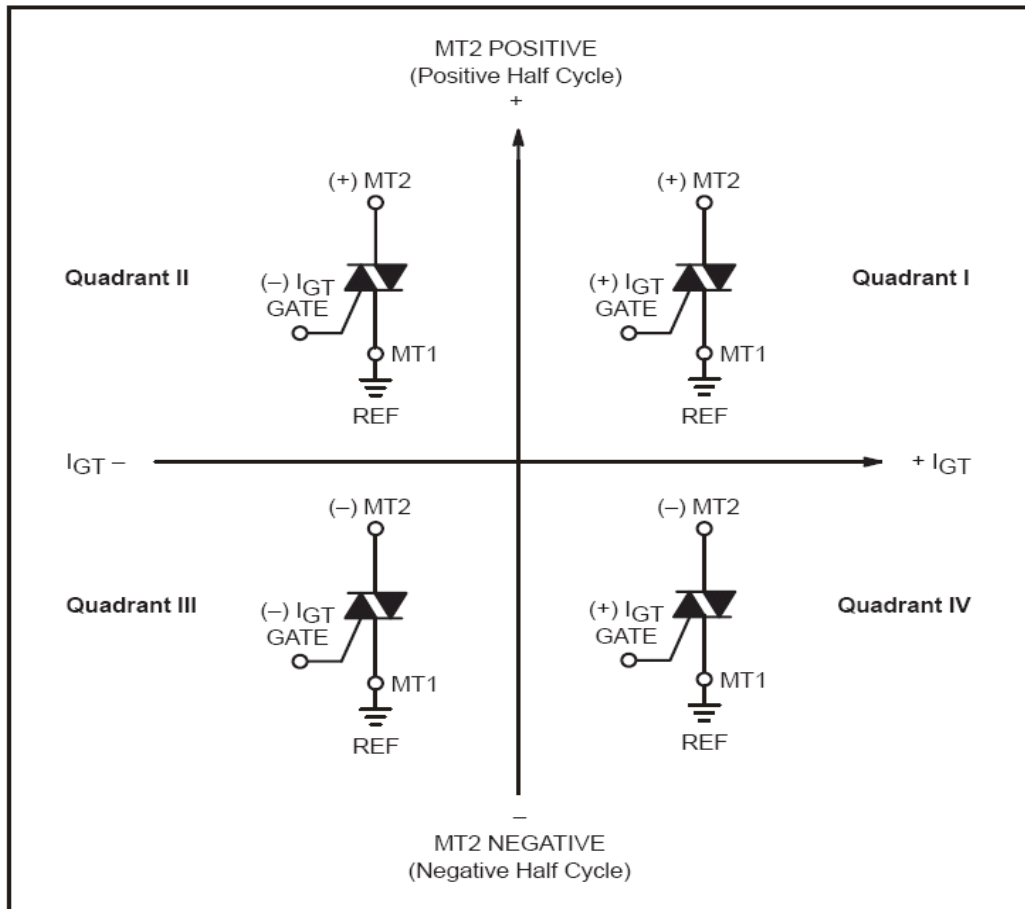 MT2 POSITIVE
(Positive Half Cycle)
+
(+) MT2
(+) MT2
Quadrant II
(–) IGT
GATE
(+) IGT
GATE
Quadrant I
MT1
MT1
REF
REF
IGT –
+ IGT
(–) MT2
(–) MT2
Quadrant III
(–) IGT
GATE
(+) IGT
GATE
Quadrant IV
MT1
MT1
REF
REF
–
MT2 NEGATIVE
(Negative Half Cycle)